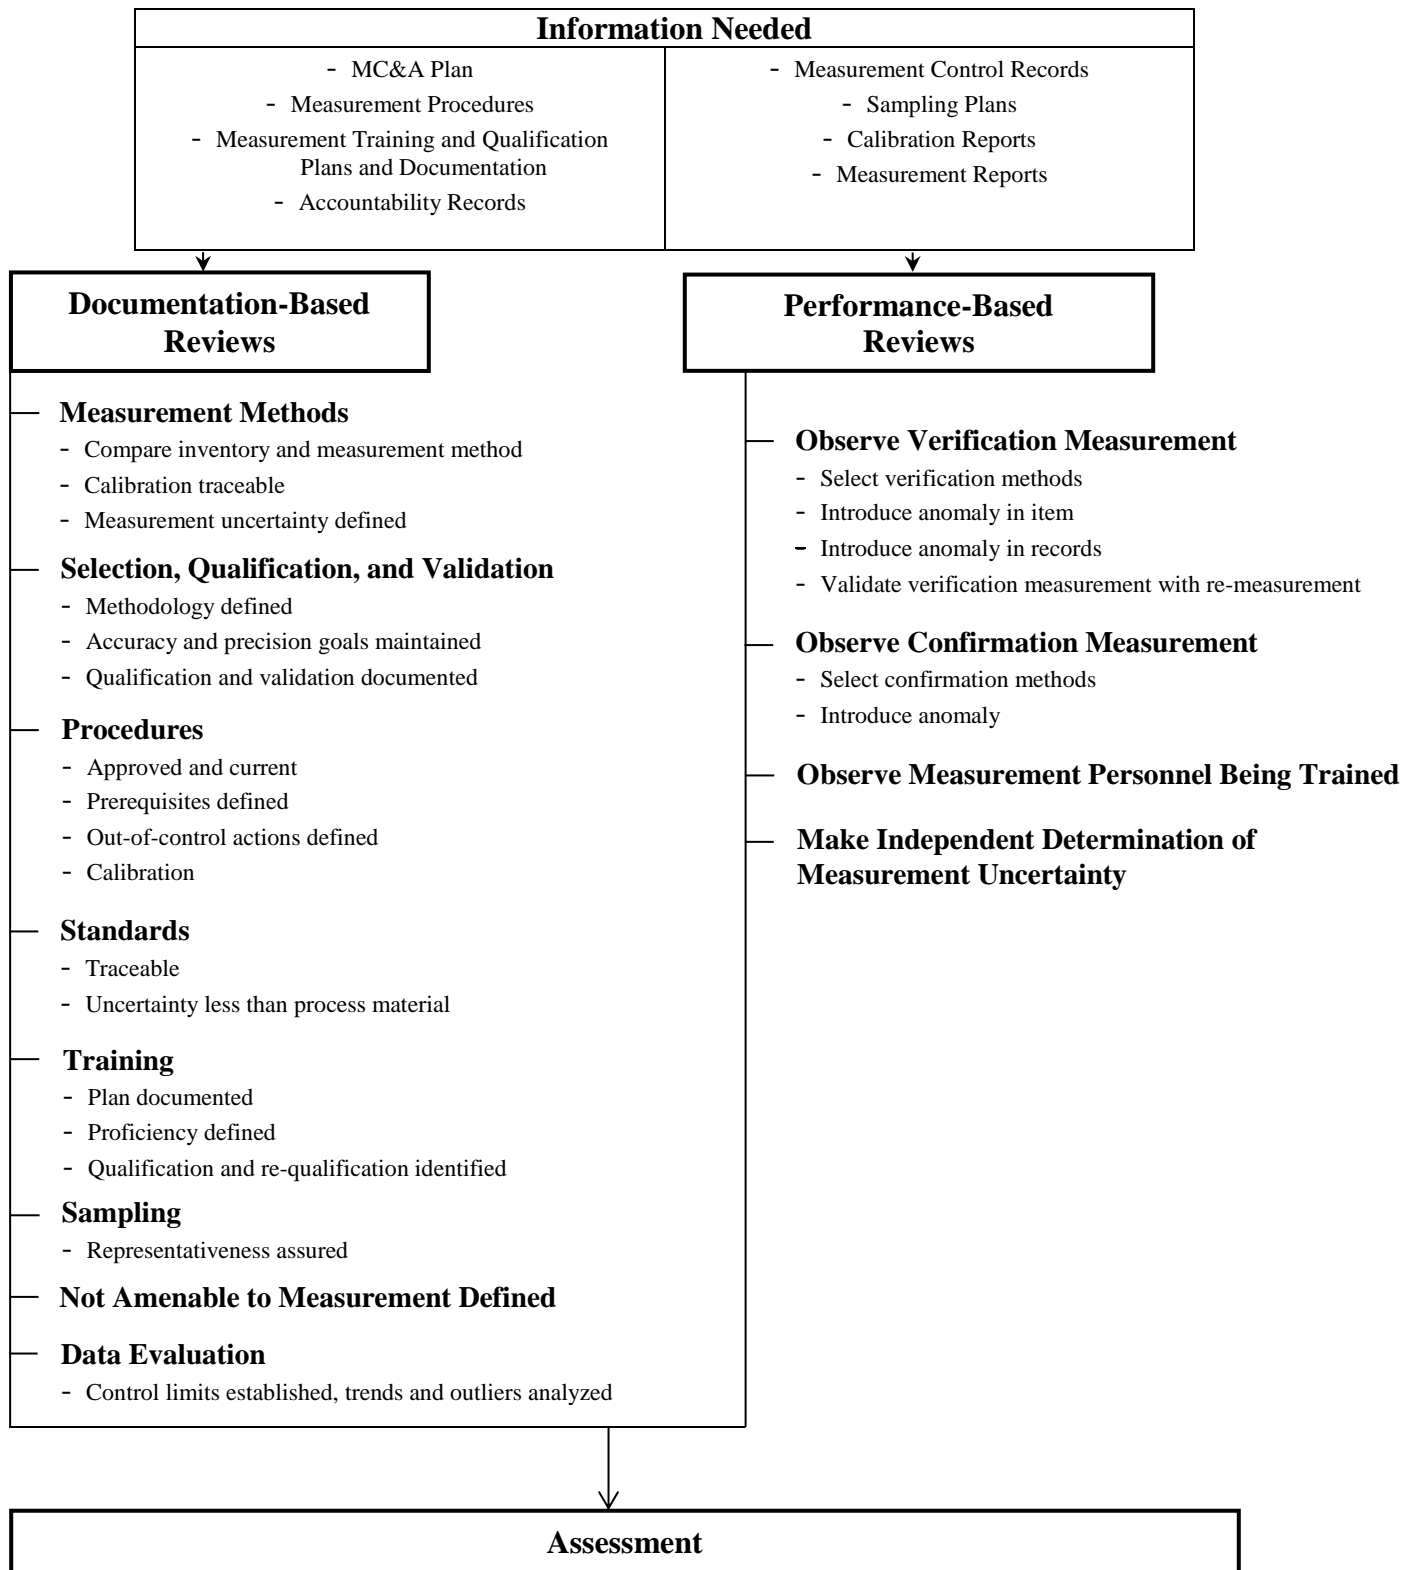 Information Needed
- MC&A Plan
- Measurement Procedures
- Measurement Training and Qualification
Plans and Documentation
- Accountability Records
- Measurement Control Records
- Sampling Plans
- Calibration Reports
- Measurement Reports
Documentation-Based
Reviews
Measurement Methods
- Compare inventory and measurement method
- Calibration traceable
- Measurement uncertainty defined
Selection, Qualification, and Validation
- Methodology defined
- Accuracy and precision goals maintained
- Qualification and validation documented
Procedures
- Approved and current
- Prerequisites defined
- Out-of-control actions defined
- Calibration
Standards
- Traceable
- Uncertainty less than process material
Training
- Plan documented
- Proficiency defined
- Qualification and re-qualification identified
Sampling
- Representativeness assured
Not Amenable to Measurement Defined
Data Evaluation
- Control limits established, trends and outliers analyzed
Performance-Based
Reviews
Observe Verification Measurement
- Select verification methods
- Introduce anomaly in item
- Introduce anomaly in records
- Validate verification measurement with re-measurement
Observe Confirmation Measurement
- Select confirmation methods
- Introduce anomaly
Observe Measurement Personnel Being Trained
Make Independent Determination of
Measurement Uncertainty
Assessment